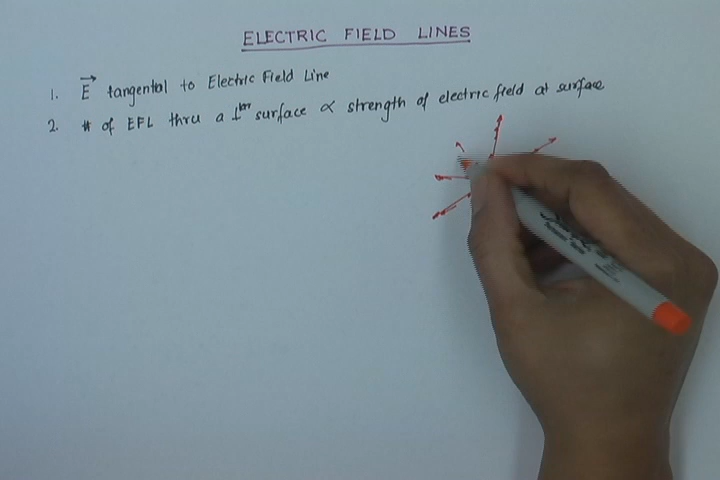 ELECTRIC FIELD LINES
1. E tangental to Electric Field Line
2. # of EFL thru a ⊥ʳ surface ∝ strength of electric field at surface